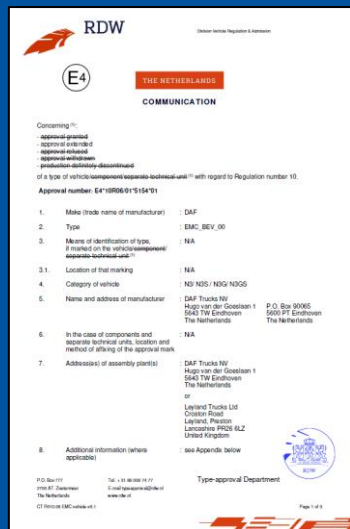 RDW
Division Vehicle Regulation & Admission
E4
THE NETHERLANDS
COMMUNICATION
Concerning (1):
- approval granted
- approval extended
- approval refused
- approval withdrawn
- production definitely discontinued
of a type of vehicle/component/separate technical unit (1) with regard to Regulation number 10.
Approval number: E4*10R06/01*5154*01
1. Make (trade name of manufacturer) : DAF
2. Type : EMC_BEV_00
3. Means of identification of type, : N/A
if marked on the vehicle/component/
separate technical unit (1)
3.1. Location of that marking : N/A
4. Category of vehicle : N3/ N3S / N3G/ N3GS
5. Name and address of manufacturer : DAF Trucks NV P.O. Box 90065
Hugo van der Goeslaan 1 5600 PT Eindhoven
5643 TW Eindhoven The Netherlands
The Netherlands
6. In the case of components and : N/A
separate technical units, location and
method of affixing of the approval mark
7. Address(es) of assembly plant(s) : DAF Trucks NV
Hugo van der Goeslaan 1
5643 TW Eindhoven
The Netherlands
or
Leyland Trucks Ltd
Croston Road
Leyland, Preston
Lancashire PR26 6LZ
United Kingdom
8. Additional information (where : see Appendix below
applicable)
RDW
P.O. Box 777 Type-approval Department
The Netherlands www.rdw.nl
Page 1 of